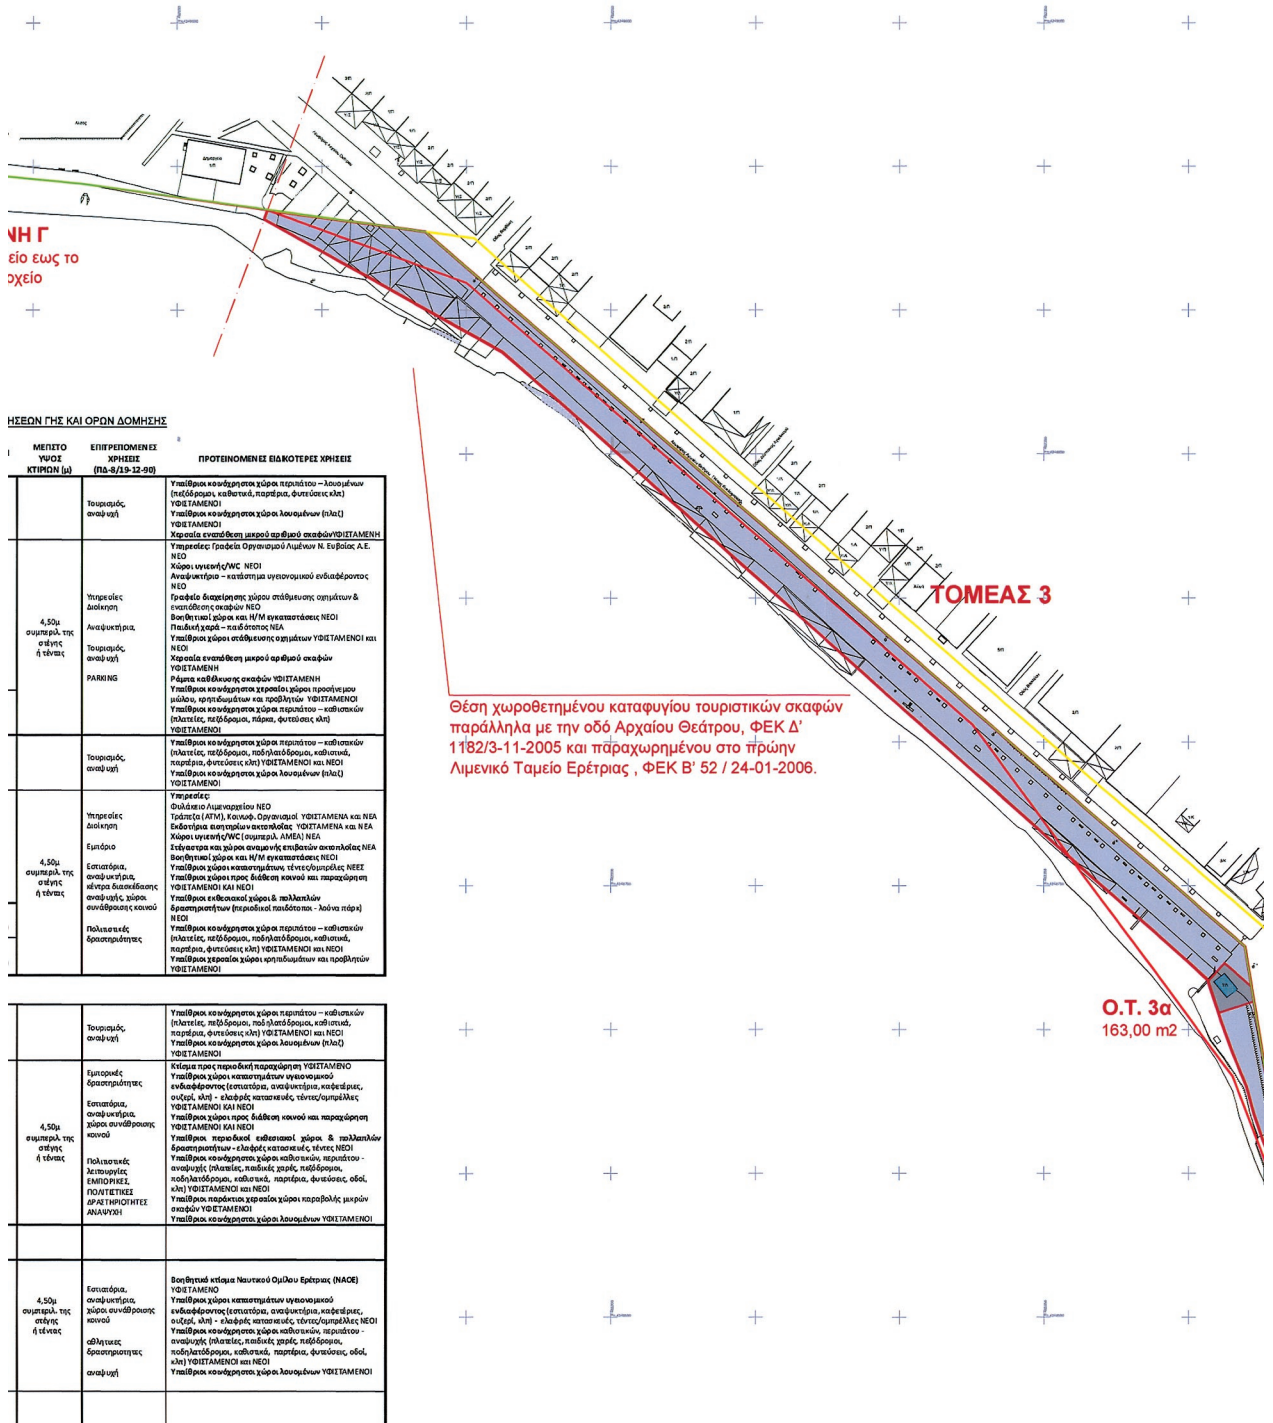 ΝΗ Γ
είο εως το
οχείο
ΤΟΜΕΑΣ 3
Θέση χωροθετημένου καταφυγίου τουριστικών σκαφών
παράλληλα με την οδό Αρχαίου Θεάτρου, ΦΕΚ Δ'
1182/3-11-2005 και παραχωρημένου στο πρώην
Λιμενικό Ταμείο Ερέτριας , ΦΕΚ Β' 52 / 24-01-2006.
Ο.Τ. 3α
163,00 m2
ΗΣΕΩΝ ΓΗΣ ΚΑΙ ΟΡΩΝ ΔΟΜΗΣΗΣ
ΜΕΓΙΣΤΟ
ΥΨΟΣ
ΚΤΙΡΙΩΝ (μ)
ΕΠΙΤΡΕΠΟΜΕΝΕΣ
ΧΡΗΣΕΙΣ
(ΠΔ-8/19-12-90)
ΠΡΟΤΕΙΝΟΜΕΝΕΣ ΕΙΔΙΚΟΤΕΡΕΣ ΧΡΗΣΕΙΣ
Τουρισμός,
αναψυχή
Υπαίθριοι κοινόχρηστοι χώροι περιπάτου – λουομένων
(πεζόδρομοι, καθιστικά, παρτέρια, φυτεύσεις κλπ)
ΥΦΙΣΤΑΜΕΝΟΙ
Υπαίθριοι κοινόχρηστοι χώροι λουομένων (πλαζ)
ΥΦΙΣΤΑΜΕΝΟΙ
Χερσαία εναπόθεση μικρού αριθμού σκαφών ΥΦΙΣΤΑΜΕΝΗ
4,50μ
συμπεριλ. της
στέγης
ή τέντας
Υπηρεσίες
Διοίκηση
Αναψυκτήρια,
Τουρισμός,
αναψυχή
PARKING
Υπηρεσίες: Γραφεία Οργανισμού Λιμένων Ν. Ευβοίας Α.Ε.
ΝΕΟ
Χώροι υγιεινής/WC ΝΕΟΙ
Αναψυκτήριο – κατάστημα υγειονομικού ενδιαφέροντος
ΝΕΟ
Γραφείο διαχείρησης χώρου στάθμευσης οχημάτων &
εναπόθεσης σκαφών ΝΕΟ
Βοηθητικοί χώροι και Η/Μ εγκαταστάσεις ΝΕΟΙ
Παιδική χαρά – παιδότοπος ΝΕΑ
Υπαίθριοι χώροι στάθμευσης οχημάτων ΥΦΙΣΤΑΜΕΝΟΙ και
ΝΕΟΙ
Χερσαία εναπόθεση μικρού αριθμού σκαφών
ΥΦΙΣΤΑΜΕΝΗ
Ράμπα καθέλκυσης σκαφών ΥΦΙΣΤΑΜΕΝΗ
Υπαίθριοι κοινόχρηστοι χερσαίοι χώροι προσήνεμου
μώλου, κρηπιδωμάτων και προβλητών ΥΦΙΣΤΑΜΕΝΟΙ
Υπαίθριοι κοινόχρηστοι χώροι περιπάτου – καθιστικών
(πλατείες, πεζόδρομοι, πάρκα, φυτεύσεις κλπ)
ΥΦΙΣΤΑΜΕΝΟΙ
Τουρισμός,
αναψυχή
Υπαίθριοι κοινόχρηστοι χώροι περιπάτου – καθιστικών
(πλατείες, πεζόδρομοι, ποδηλατόδρομοι, καθιστικά,
παρτέρια, φυτεύσεις κλπ) ΥΦΙΣΤΑΜΕΝΟΙ και ΝΕΟΙ
Υπαίθριοι κοινόχρηστοι χώροι λουομένων (πλαζ)
ΥΦΙΣΤΑΜΕΝΟΙ
4,50μ
συμπεριλ. της
στέγης
ή τέντας
Υπηρεσίες
Διοίκηση
Εμπόριο
Εστιατόρια,
αναψυκτήρια,
κέντρα διασκέδασης
αναψυχής, χώροι
συνάθροισης κοινού
Πολιτιστικές
δραστηριότητες
Υπηρεσίες:
Φυλάκειο Λιμεναρχείου ΝΕΟ
Τράπεζα (ΑΤΜ), Κοινωφ. Οργανισμοί ΥΦΙΣΤΑΜΕΝΑ και ΝΕΑ
Εκδοτήρια εισητηρίων ακτοπλοΐας ΥΦΙΣΤΑΜΕΝΑ και ΝΕΑ
Χώροι υγιεινής/WC (συμπεριλ. ΑΜΕΑ) ΝΕΑ
Στέγαστρα και χώροι αναμονής επιβατών ακτοπλοΐας ΝΕΑ
Βοηθητικοί χώροι και Η/Μ εγκαταστάσεις ΝΕΟΙ
Υπαίθριοι χώροι καταστημάτων, τέντες/ομπρέλες ΝΕΕΣ
Υπαίθριοι χώροι προς διάθεση κοινού και παραχώρηση
ΥΦΙΣΤΑΜΕΝΟΙ ΚΑΙ ΝΕΟΙ
Υπαίθριοι εκθεσιακοί χώροι & πολλαπλών
δραστηριοτήτων (περιοδικοί παιδότοποι - λούνα πάρκ)
ΝΕΟΙ
Υπαίθριοι κοινόχρηστοι χώροι περιπάτου – καθιστικών
(πλατείες, πεζόδρομοι, ποδηλατόδρομοι, καθιστικά,
παρτέρια, φυτεύσεις κλπ) ΥΦΙΣΤΑΜΕΝΟΙ και ΝΕΟΙ
Υπαίθριοι χερσαίοι χώροι κρηπιδωμάτων και προβλητών
ΥΦΙΣΤΑΜΕΝΟΙ
Τουρισμός,
αναψυχή
Υπαίθριοι κοινόχρηστοι χώροι περιπάτου – καθιστικών
(πλατείες, πεζόδρομοι, ποδηλατόδρομοι, καθιστικά,
παρτέρια, φυτεύσεις κλπ) ΥΦΙΣΤΑΜΕΝΟΙ και ΝΕΟΙ
Υπαίθριοι κοινόχρηστοι χώροι λουομένων (πλαζ)
ΥΦΙΣΤΑΜΕΝΟΙ
4,50μ
συμπεριλ. της
στέγης
ή τέντας
Εμπορικές
δραστηριότητες
Εστιατόρια,
αναψυκτήρια,
χώροι συνάθροισης
κοινού
Πολιτιστικές
λειτουργίες
ΕΜΠΟΡΙΚΕΣ,
ΠΟΛΙΤΙΣΤΙΚΕΣ
ΔΡΑΣΤΗΡΙΟΤΗΤΕΣ
ΑΝΑΨΥΧΗ
Κτίσμα προς περιοδική παραχώρηση ΥΦΙΣΤΑΜΕΝΟ
Υπαίθριοι χώροι καταστημάτων υγειονομικού
ενδιαφέροντος (εστιατόρια, αναψυκτήρια, καφετέριες,
ουζερί, κλπ) - ελαφρές κατασκευές, τέντες/ομπρέλλες
ΥΦΙΣΤΑΜΕΝΟΙ ΚΑΙ ΝΕΟΙ
Υπαίθριοι χώροι προς διάθεση κοινού και παραχώρηση
ΥΦΙΣΤΑΜΕΝΟΙ ΚΑΙ ΝΕΟΙ
Υπαίθριοι περιοδικοί εκθεσιακοί χώροι & πολλαπλών
δραστηριοτήτων - ελαφρές κατασκευές, τέντες ΝΕΟΙ
Υπαίθριοι κοινόχρηστοι χώροι καθιστικών, περιπάτου -
αναψυχής (πλατείες, παιδικές χαρές, πεζόδρομοι,
ποδηλατόδρομοι, καθιστικά, παρτέρια, φυτεύσεις, οδοί,
κλπ) ΥΦΙΣΤΑΜΕΝΟΙ και ΝΕΟΙ
Υπαίθριοι παράκτιοι χερσαίοι χώροι παραβολής μικρών
σκαφών ΥΦΙΣΤΑΜΕΝΟΙ
Υπαίθριοι κοινόχρηστοι χώροι λουομένων ΥΦΙΣΤΑΜΕΝΟΙ
4,50μ
συμπεριλ. της
στέγης
ή τέντας
Εστιατόρια,
αναψυκτήρια,
χώροι συνάθροισης
κοινού
αθλητικες
δραστηριοτητες
αναψυχή
Βοηθητικό κτίσμα Ναυτικού Ομίλου Ερέτριας (ΝΑΟΕ)
ΥΦΙΣΤΑΜΕΝΟ
Υπαίθριοι χώροι καταστημάτων υγειονομικού
ενδιαφέροντος (εστιατόρια, αναψυκτήρια, καφετέριες,
ουζερί, κλπ) - ελαφρές κατασκευές, τέντες/ομπρέλλες ΝΕΟΙ
Υπαίθριοι κοινόχρηστοι χώροι καθιστικών, περιπάτου -
αναψυχής (πλατείες, παιδικές χαρές, πεζόδρομοι,
ποδηλατόδρομοι, καθιστικά, παρτέρια, φυτεύσεις, οδοί,
κλπ) ΥΦΙΣΤΑΜΕΝΟΙ και ΝΕΟΙ
Υπαίθριοι κοινόχρηστοι χώροι λουομένων ΥΦΙΣΤΑΜΕΝΟΙ